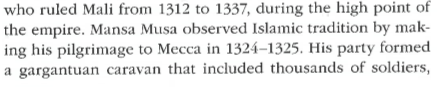 who ruled Mali from 1312 to 1337, during the high point of
the empire. Mansa Musa observed Islamic tradition by mak-
ing his pilgrimage to Mecca in 1324–1325. His party formed
a gargantuan caravan that included thousands of soldiers,